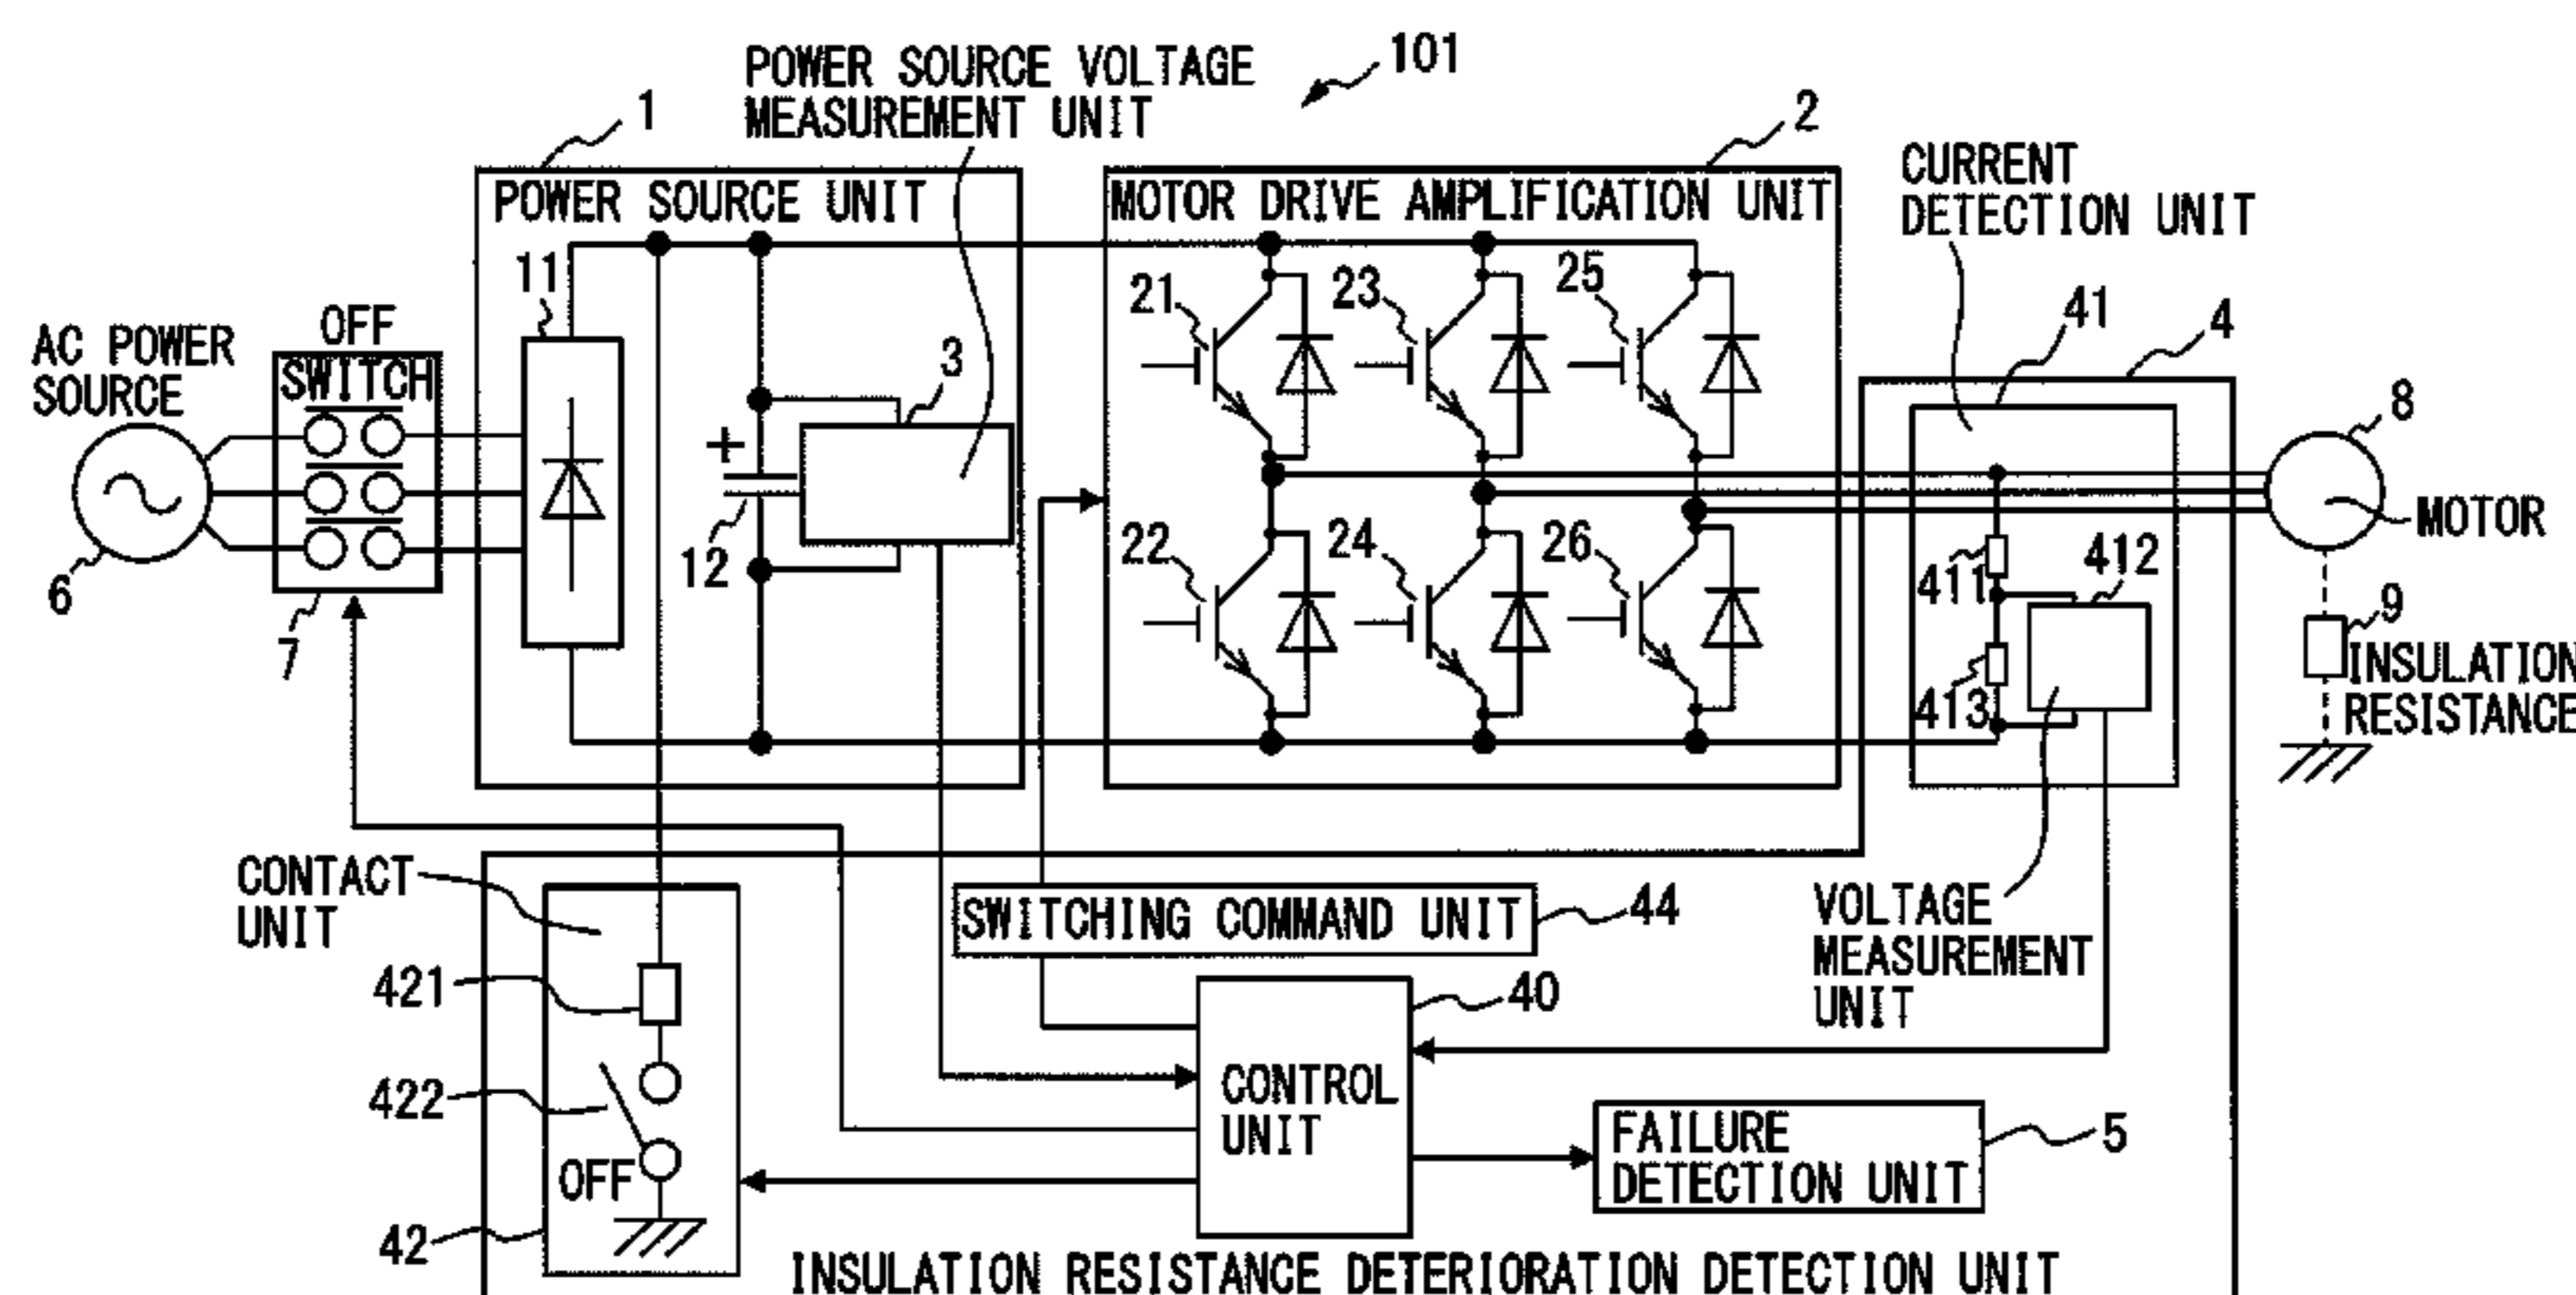 101
POWER SOURCE VOLTAGE
MEASUREMENT UNIT
1
2
CURRENT
DETECTION UNIT
POWER SOURCE UNIT
MOTOR DRIVE AMPLIFICATION UNIT
11
21
23
25
41
4
OFF
AC POWER
SOURCE
SWITCH
3
8
+
MOTOR
12
22
24
26
411
412
6
7
9
INSULATION
RESISTANCE
413
CONTACT
UNIT
SWITCHING COMMAND UNIT
44
VOLTAGE
MEASUREMENT
UNIT
421
40
422
CONTROL
UNIT
FAILURE
DETECTION UNIT
5
OFF
42
INSULATION RESISTANCE DETERIORATION DETECTION UNIT